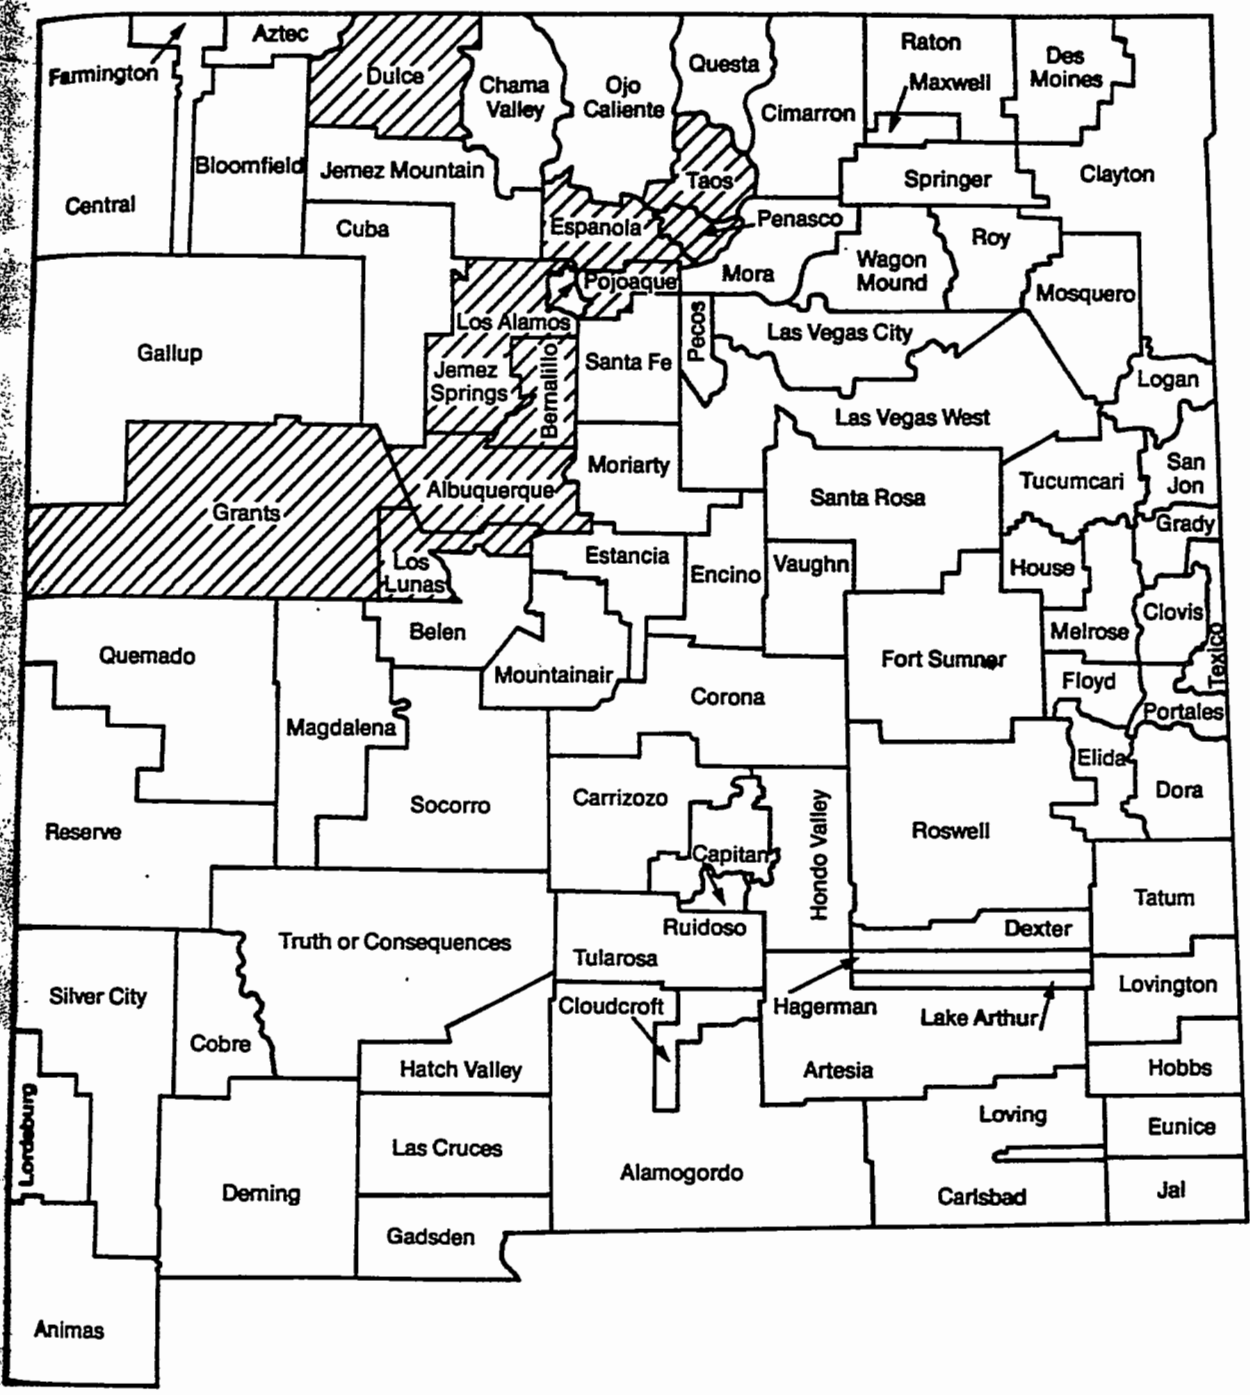 Aztec
Farmington
Dulce
Chama
Valley
Ojo
Caliente
Questa
Cimarron
Raton
Maxwell
Des
Moines
Bloomfield
Jemez Mountain
Central
Cuba
Taos
Espanola
Penasco
Springer
Clayton
Pojoaque
Mora
Wagon
Mound
Roy
Mosquero
Gallup
Los Alamos
Jemez
Springs
Bernalillo
Santa Fe
Pecos
Las Vegas City
Las Vegas West
Logan
Grants
Albuquerque
Moriarty
Santa Rosa
Tucumcari
San
Jon
Grady
Los
Lunas
Estancia
Encino
Vaughn
House
Clovis
Texico
Belen
Melrose
Quemado
Mountainair
Fort Sumner
Floyd
Portales
Corona
Magdalena
Elida
Dora
Socorro
Carrizozo
Hondo Valley
Roswell
Reserve
Capitan
Tatum
Ruidoso
Dexter
Truth or Consequences
Tularosa
Silver City
Cloudcroft
Hagerman
Lake Arthur
Lovington
Cobre
Hatch Valley
Artesia
Hobbs
Lordsburg
Loving
Eunice
Las Cruces
Alamogordo
Deming
Carlsbad
Jal
Gadsden
Animas